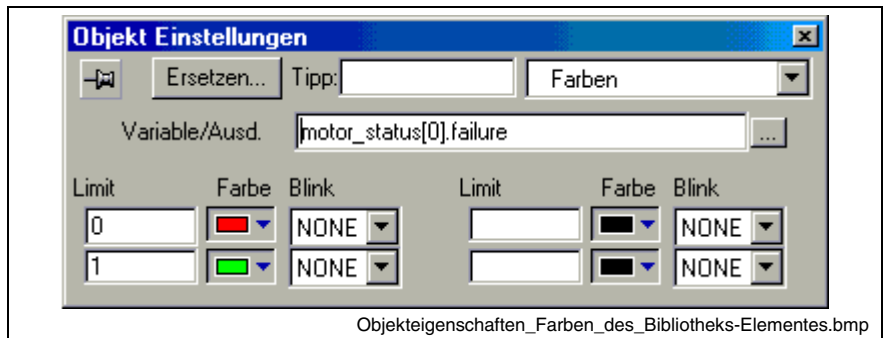 Objekt Einstellungen
Ersetzen... Tipp: Farben
Variable/Ausd. motor_status[0].failure ...
Limit Farbe Blink Limit Farbe Blink
0 NONE NONE
1 NONE NONE
Objekteigenschaften_Farben_des_Bibliotheks-Elementes.bmp